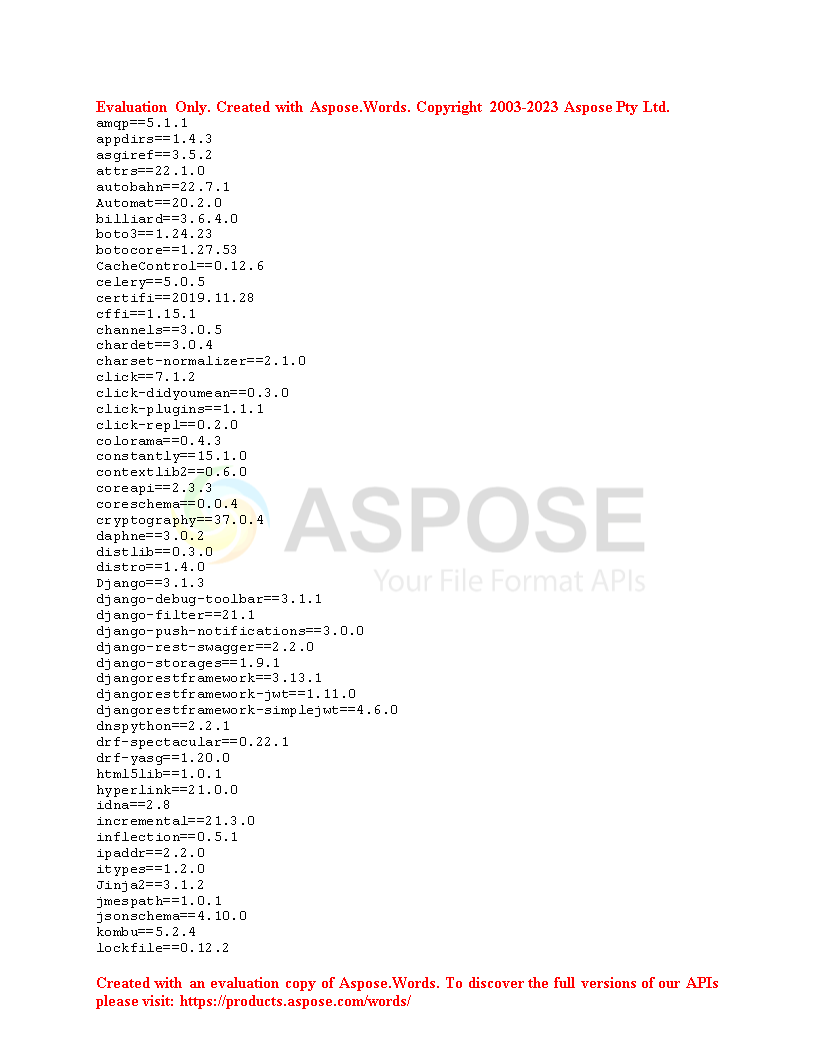 Evaluation Only. Created with Aspose.Words. Copyright 2003-2023 Aspose Pty Ltd.
amqp==5.1.1
appdirs==1.4.3
asgiref==3.5.2
attrs==22.1.0
autobahn==22.7.1
Automat==20.2.0
billiard==3.6.4.0
boto3==1.24.23
botocore==1.27.53
CacheControl==0.12.6
celery==5.0.5
certifi==2019.11.28
cffi==1.15.1
channels==3.0.5
chardet==3.0.4
charset-normalizer==2.1.0
click==7.1.2
click-didyoumean==0.3.0
click-plugins==1.1.1
click-repl==0.2.0
colorama==0.4.3
constantly==15.1.0
contextlib2==0.6.0
coreapi==2.3.3
coreschema==0.0.4
cryptography==37.0.4
daphne==3.0.2
distlib==0.3.0
distro==1.4.0
Django==3.1.3
django-debug-toolbar==3.1.1
django-filter==21.1
django-push-notifications==3.0.0
django-rest-swagger==2.2.0
django-storages==1.9.1
djangorestframework==3.13.1
djangorestframework-jwt==1.11.0
djangorestframework-simplejwt==4.6.0
dnspython==2.2.1
drf-spectacular==0.22.1
drf-yasg==1.20.0
html5lib==1.0.1
hyperlink==21.0.0
idna==2.8
incremental==21.3.0
inflection==0.5.1
ipaddr==2.2.0
itypes==1.2.0
Jinja2==3.1.2
jmespath==1.0.1
jsonschema==4.10.0
kombu==5.2.4
lockfile==0.12.2
ASPOSE
Your File Format APIs
Created with an evaluation copy of Aspose.Words. To discover the full versions of our APIs
please visit: https://products.aspose.com/words/